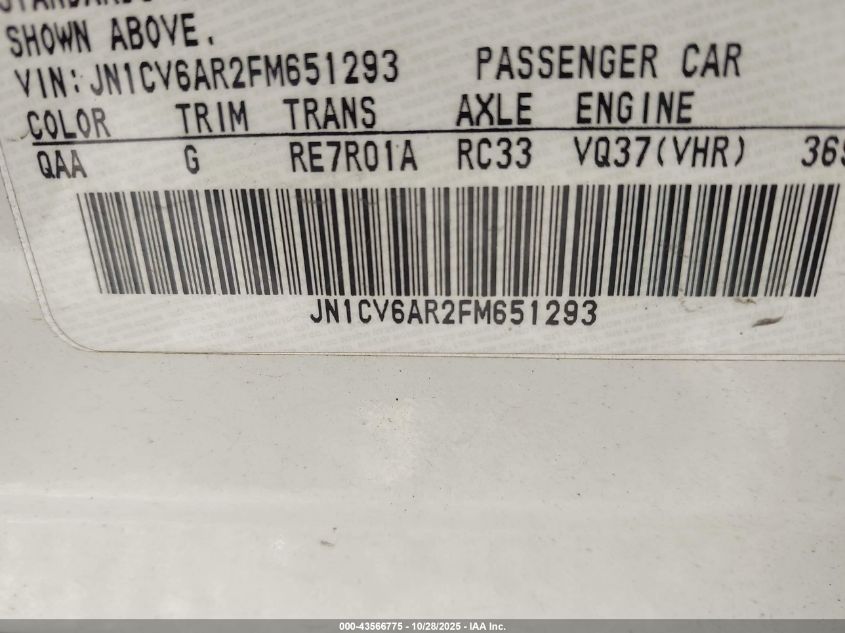 SHOWN ABOVE.
VIN: JN1CV6AR2FM651293 PASSENGER CAR
COLOR TRIM TRANS AXLE ENGINE
QAA G RE7R01A RC33 VQ37(VHR)
JN1CV6AR2FM651293
000-43566775 - 10/28/2025 - IAA Inc.